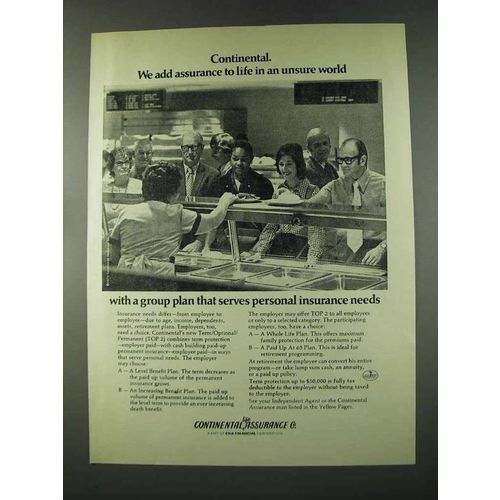 Continental.
We add assurance to life in an unsure world
with a group plan that serves personal insurance needs
Insurance needs differ—from employee to
employee—due to age, income, dependents,
assets, retirement plans. Employers, too,
need a choice. Continental's new Term/Optional/
Permanent (TOP 2) combines term protection
—employer paid—with cash building paid-up
permanent insurance—employee paid—in ways
that serve personal needs. The employer
may choose:
A—A Level Benefit Plan. The term decreases as
the paid up volume of the permanent
insurance grows.
B—An Increasing Benefit Plan. The paid up
volume of permanent insurance is added to
the level term to provide an ever increasing
death benefit.
The employer may offer TOP 2 to all employees
or only to a selected category. The participating
employees, too, have a choice:
A—A Whole Life Plan. This offers maximum
family protection for the premiums paid.
B—A Paid Up At 65 Plan. This is ideal for
retirement programming.
At retirement the employee can convert his entire
program—or take lump sum cash, an annuity,
or a paid up policy.
Term protection up to $50,000 is fully tax
deductible to the employer without being taxed
to the employee.
See your Independent Agent or the Continental
Assurance man listed in the Yellow Pages.
CONTINENTAL ASSURANCE Co.
A PART OF CNA FINANCIAL CORPORATION